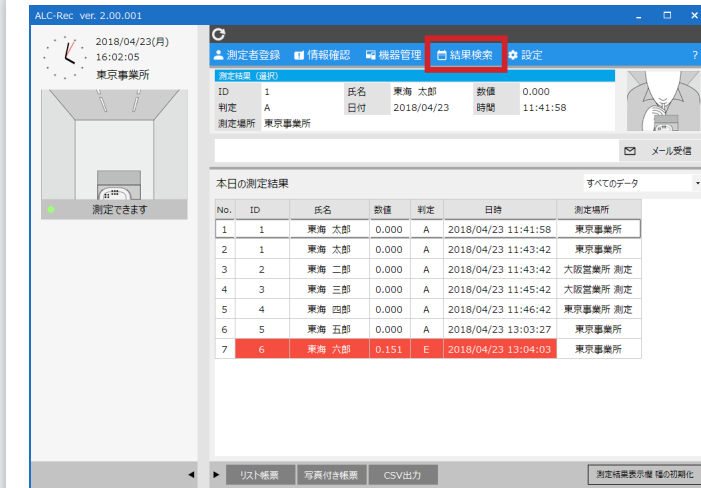 ALC-Rec ver. 2.00.001
2018/04/23(月)
16:02:05
東京事業所
測定できます
測定者登録 情報確認 機器管理 結果検索 設定 ?
測定結果 (選択)
ID 1 氏名 東海 太郎 数値 0.000
判定 A 日付 2018/04/23 時間 11:41:58
測定場所 東京事業所
メール受信
本日の測定結果 すべてのデータ
No. ID 氏名 数値 判定 日時 測定場所
1 1 東海 太郎 0.000 A 2018/04/23 11:41:58 東京事業所
2 1 東海 太郎 0.000 A 2018/04/23 11:43:42 東京事業所
3 2 東海 二郎 0.000 A 2018/04/23 11:43:42 大阪営業所 測定
4 3 東海 三郎 0.000 A 2018/04/23 11:45:42 大阪営業所 測定
5 4 東海 四郎 0.000 A 2018/04/23 11:46:42 東京事業所 測定
6 5 東海 五郎 0.000 A 2018/04/23 13:03:27 東京事業所
7 6 東海 六郎 0.151 E 2018/04/23 13:04:03 東京事業所
リスト帳票 写真付き帳票 CSV出力 測定結果表示欄 幅の初期化